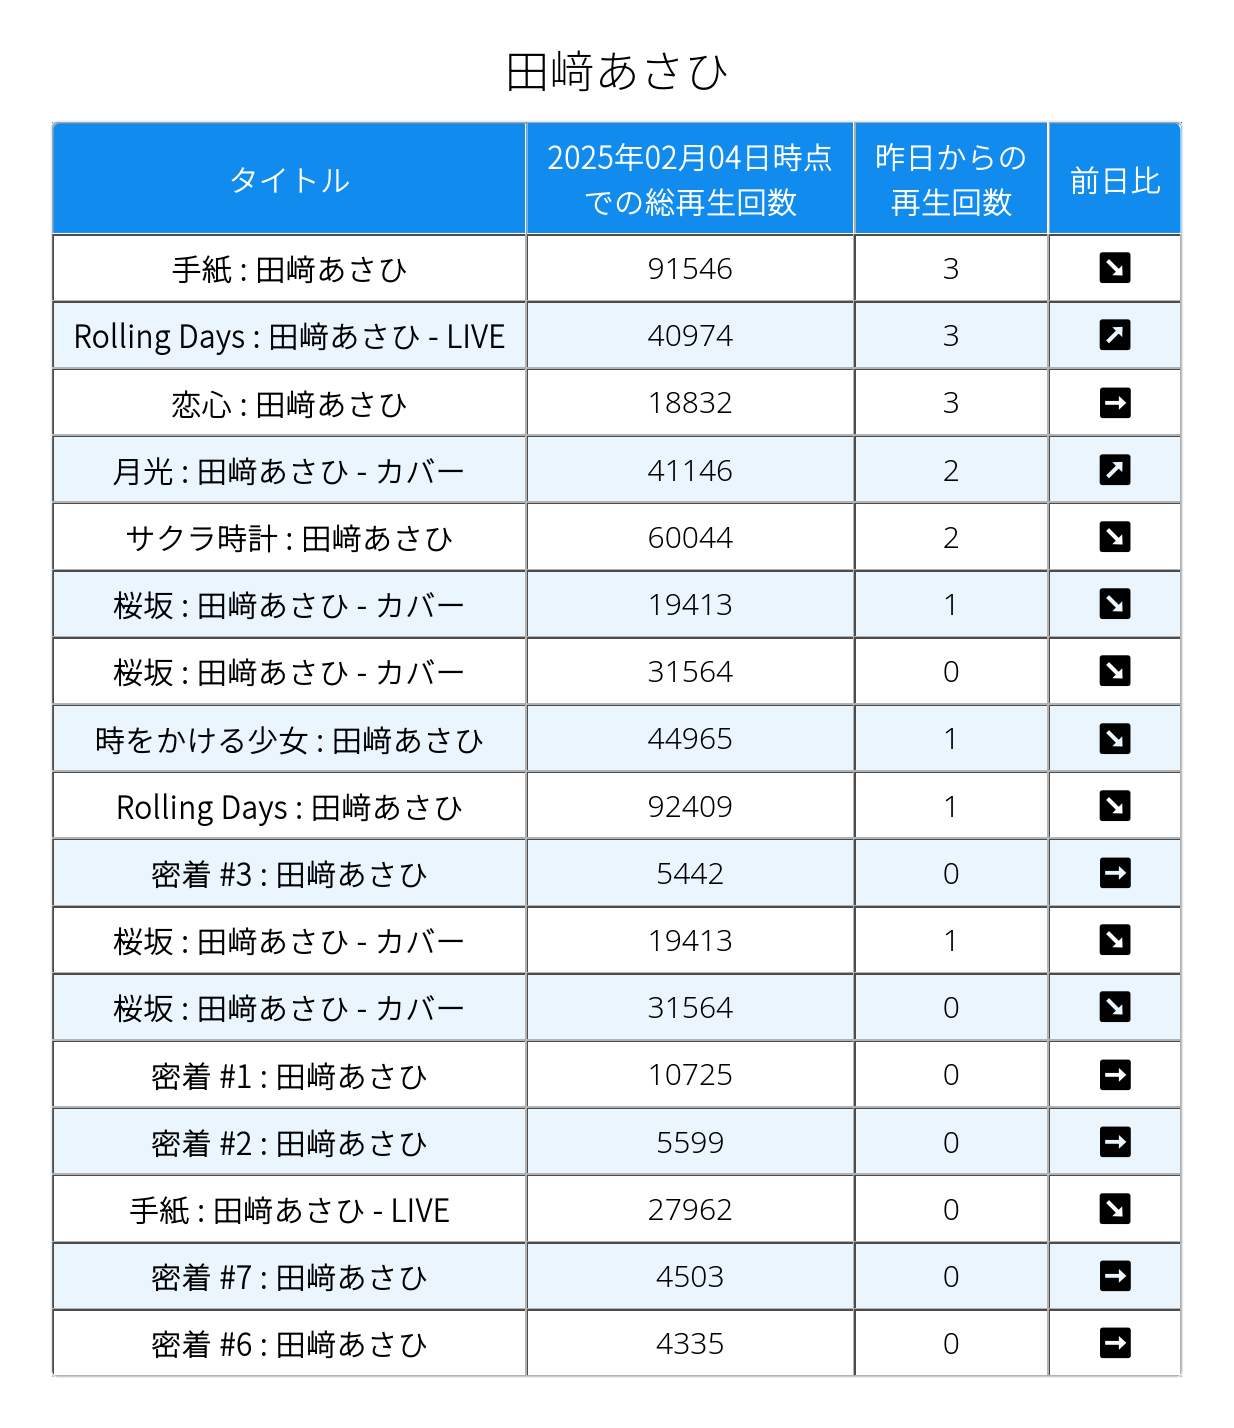 田﨑あさひ
タイトル 2025年02月04日時点での総再生回数 昨日からの再生回数 前日比
手紙 : 田﨑あさひ 91546 3 ↘
Rolling Days : 田﨑あさひ - LIVE 40974 3 ↗
恋心 : 田﨑あさひ 18832 3 →
月光 : 田﨑あさひ - カバー 41146 2 ↗
サクラ時計 : 田﨑あさひ 60044 2 ↘
桜坂 : 田﨑あさひ - カバー 19413 1 ↘
桜坂 : 田﨑あさひ - カバー 31564 0 ↘
時をかける少女 : 田﨑あさひ 44965 1 ↘
Rolling Days : 田﨑あさひ 92409 1 ↘
密着 #3 : 田﨑あさひ 5442 0 →
桜坂 : 田﨑あさひ - カバー 19413 1 ↘
桜坂 : 田﨑あさひ - カバー 31564 0 ↘
密着 #1 : 田﨑あさひ 10725 0 →
密着 #2 : 田﨑あさひ 5599 0 →
手紙 : 田﨑あさひ - LIVE 27962 0 ↘
密着 #7 : 田﨑あさひ 4503 0 →
密着 #6 : 田﨑あさひ 4335 0 →